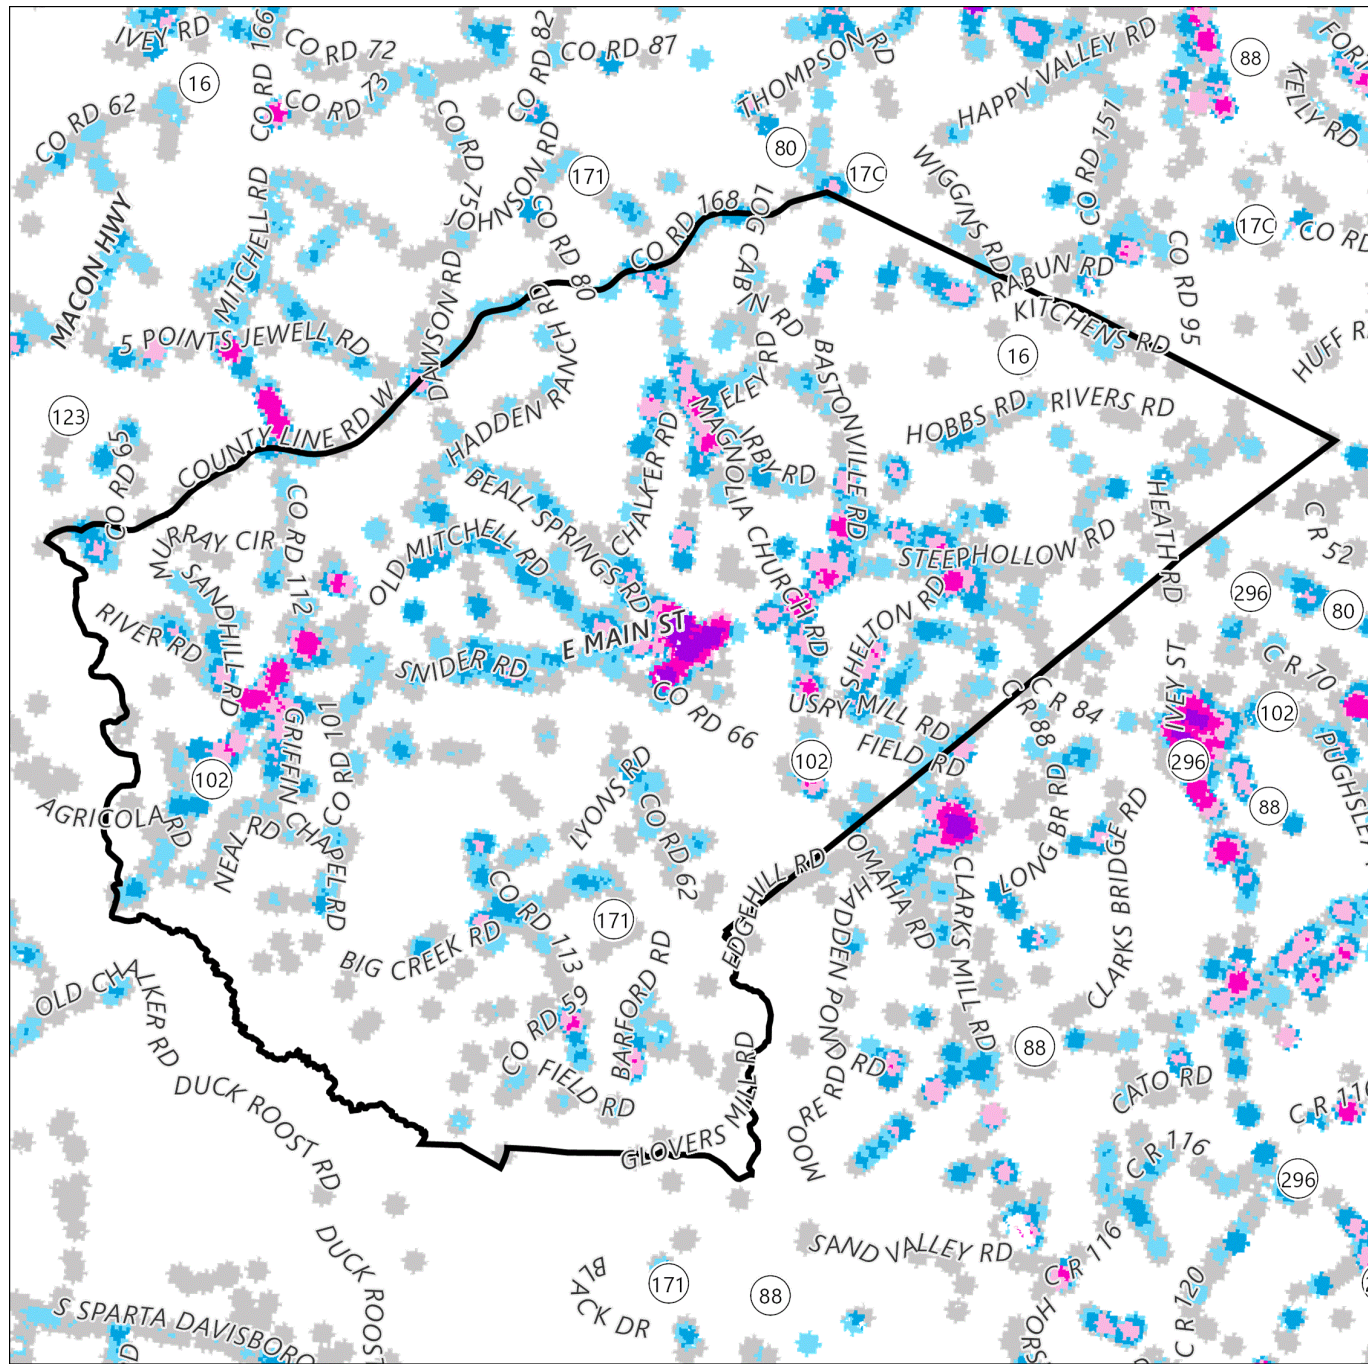 IVEY RD
CO RD 166
CO RD 72
CO RD 82
CO RD 87
THOMPSON RD
HAPPY VALLEY RD
88
KELLY RD
16
CO RD 62
CO RD 73
CO RD 75
JOHNSON RD
80
171
17C
WIGGINS RD
CO RD 151
17C
CO RD
MACON HWY
MITCHELL RD
CO RD 80
CO RD 168
LOG CABIN RD
RABUN RD
KITCHENS RD
CO RD 95
HUFF R
5 POINTS JEWELL RD
DAWSON RD
HADDEN RANCH RD
16
123
CO RD 65
COUNTY LINE RD W
ELEY RD
BASTONVILLE RD
HOBBS RD
RIVERS RD
MAGNOLIA CHURCH RD
IRBY RD
CHALKER RD
BEALL SPRINGS RD
OLD MITCHELL RD
CO RD 112
MURRAY CIR
SANDHILL RD
RIVER RD
STEEPHOLLOW RD
HEATH RD
C R 52
296
80
SHELTON RD
E MAIN ST
SNIDER RD
CO RD 66
USRY MILL RD
FIELD RD
C R 84
C R 88
IVEY ST
C R 70
102
296
PUGHSLEY
88
102
102
GRIFFIN CHAPEL RD
CO RD 101
AGRICOLA RD
NEAL RD
LYONS RD
CO RD 62
LONG BR RD
CLARKS BRIDGE RD
EDGEHILL RD
OMAHA RD
HADDEN POND RD
CLARKS MILL RD
171
CO RD 113
BIG CREEK RD
BARFORD RD
CO RD 59
FIELD RD
OLD CHALKER RD
DUCK ROOST RD
GLOVERS MILL RD
MOORE RD
88
CATO RD
C R 110
C R 116
296
SAND VALLEY RD
C R 116
C R 120
DUCK ROOST
BLACK DR
171
88
S SPARTA DAVISBORO